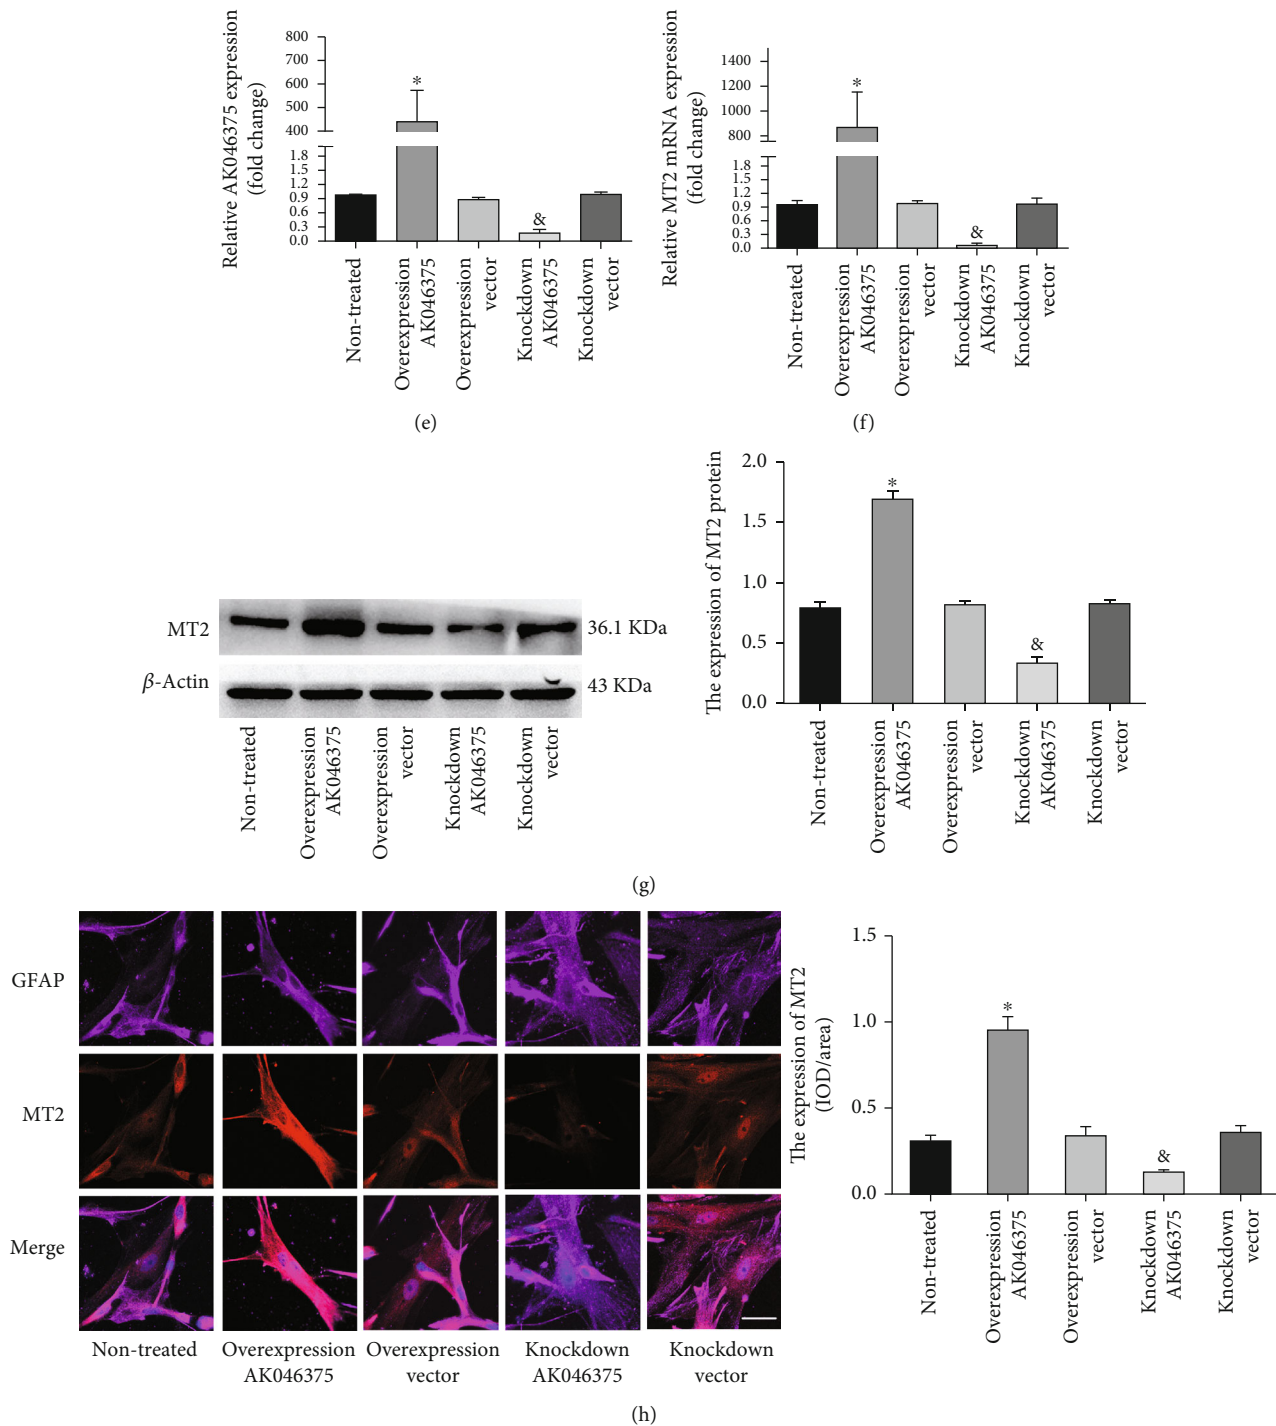 Relative AK046375 expression
(fold change)
800
700
600
500
400
1.8
1.5
1.2
0.9
0.6
0.3
0.0
*
&
Non-treated
Overexpression
AK046375
Overexpression
vector
Knockdown
AK046375
Knockdown
vector
(e)
Relative MT2 mRNA expression
(fold change)
1400
1200
1000
800
1.8
1.5
1.2
0.9
0.6
0.3
0.0
*
&
Non-treated
Overexpression
AK046375
Overexpression
vector
Knockdown
AK046375
Knockdown
vector
(f)
MT2
36.1 KDa
β-Actin
43 KDa
Non-treated
Overexpression
AK046375
Overexpression
vector
Knockdown
AK046375
Knockdown
vector
The expression of MT2 protein
2.0
1.5
1.0
0.5
0.0
*
&
Non-treated
Overexpression
AK046375
Overexpression
vector
Knockdown
AK046375
Knockdown
vector
(g)
GFAP
MT2
Merge
Non-treated
Overexpression
AK046375
Overexpression
vector
Knockdown
AK046375
Knockdown
vector
The expression of MT2
(IOD/area)
1.5
1.0
0.5
0.0
*
&
Non-treated
Overexpression
AK046375
Overexpression
vector
Knockdown
AK046375
Knockdown
vector
(h)